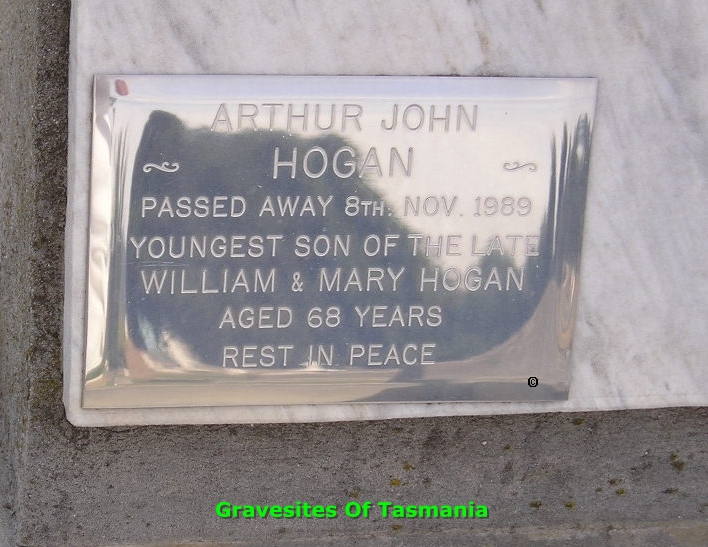 ARTHUR JOHN
HOGAN
PASSED AWAY 8TH. NOV. 1989
YOUNGEST SON OF THE LATE
WILLIAM & MARY HOGAN
AGED 68 YEARS
REST IN PEACE
©
Gravesites Of Tasmania